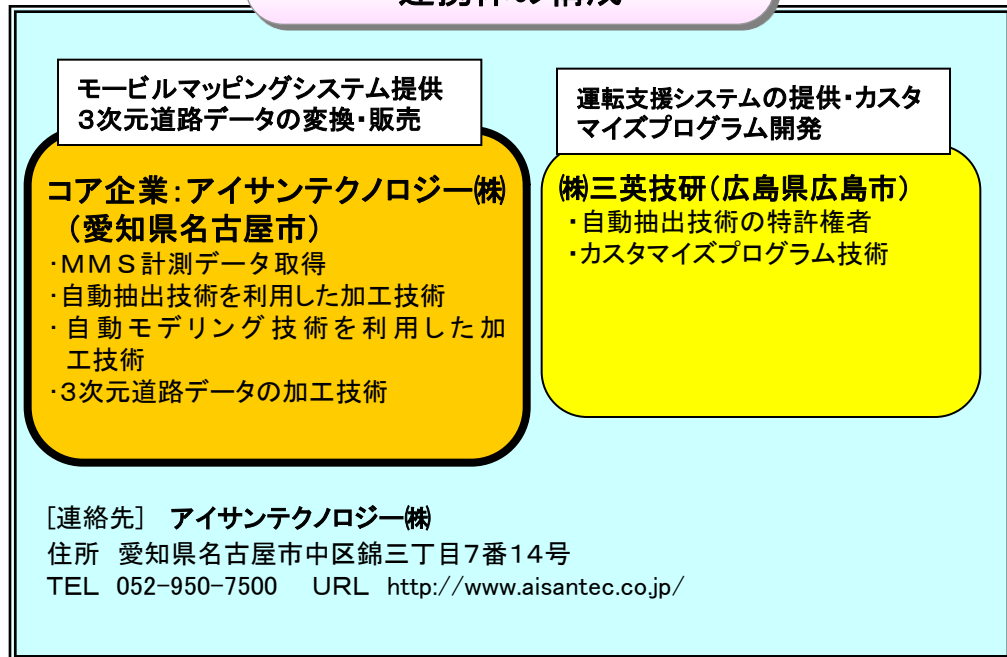 連携体の構成
モービルマッピングシステム提供
３次元道路データの変換・販売
コア企業：アイサンテクノロジー㈱
（愛知県名古屋市）
・ＭＭＳ計測データ取得
・自動抽出技術を利用した加工技術
・自動モデリング技術を利用した加
工技術
・３次元道路データの加工技術
運転支援システムの提供・カスタ
マイズプログラム開発
㈱三英技研（広島県広島市）
・自動抽出技術の特許権者
・カスタマイズプログラム技術
［連絡先］　アイサンテクノロジー㈱
住所　愛知県名古屋市中区錦三丁目７番１４号
ＴＥＬ　052-950-7500　ＵＲＬ　http://www.aisantec.co.jp/